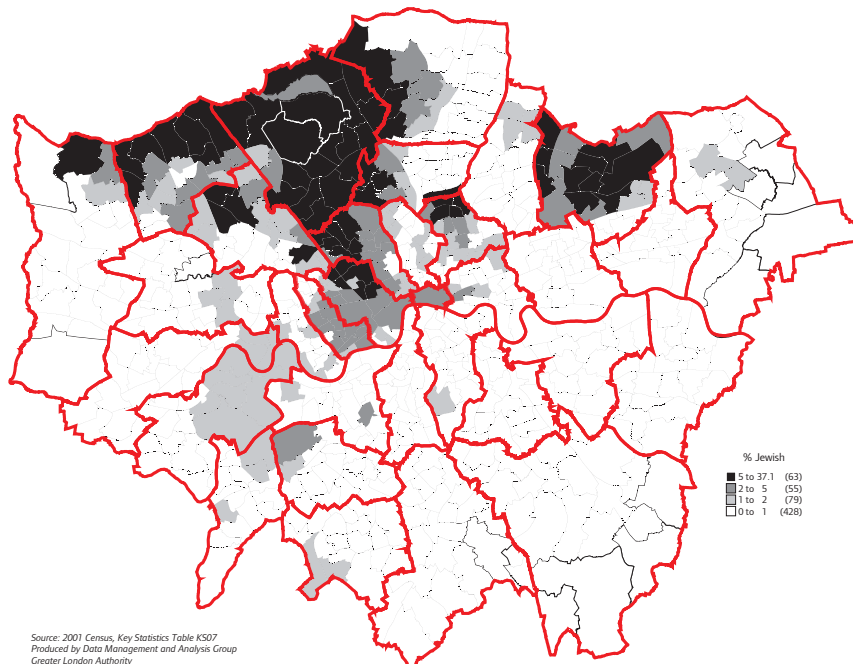 % Jewish
5 to 37.1 (63)
2 to 5 (55)
1 to 2 (79)
0 to 1 (428)
Source: 2001 Census, Key Statistics Table KS07
Produced by Data Management and Analysis Group
Greater London Authority